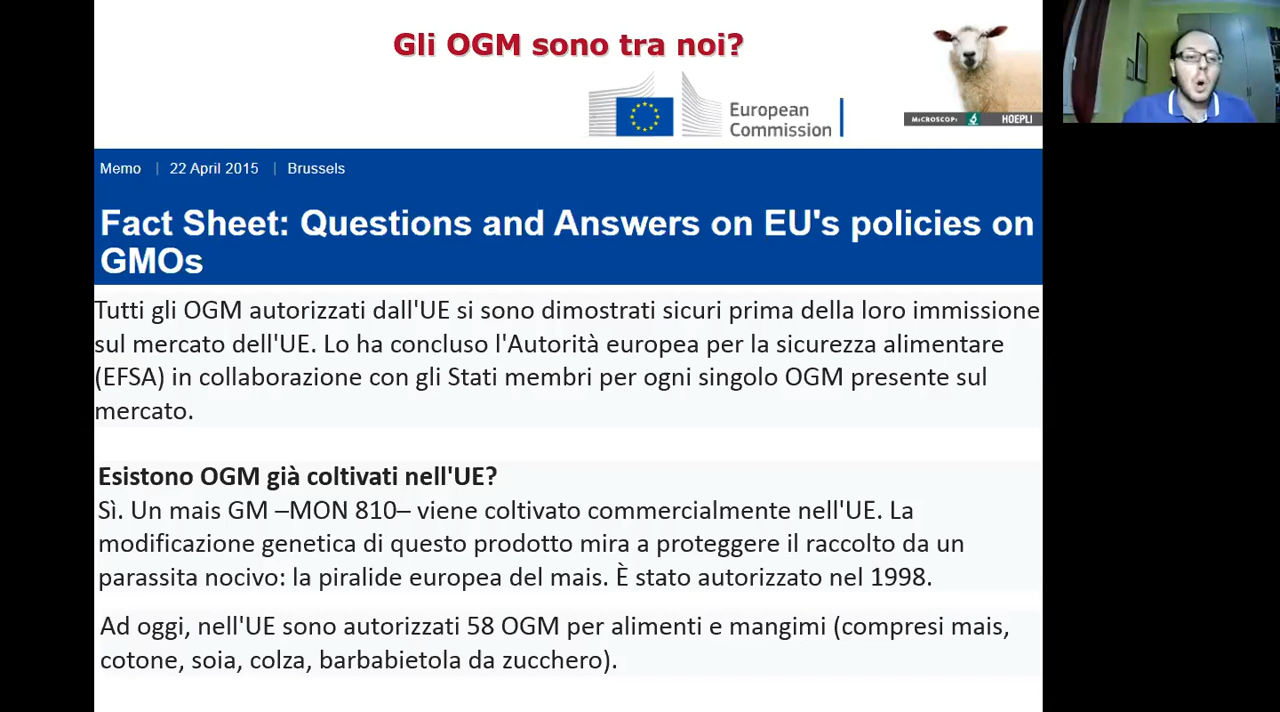 Gli OGM sono tra noi?
European
Commission
MICROSCOPI
HOEPLI
Memo | 22 April 2015 | Brussels
Fact Sheet: Questions and Answers on EU's policies on
GMOs
Tutti gli OGM autorizzati dall'UE si sono dimostrati sicuri prima della loro immissione
sul mercato dell'UE. Lo ha concluso l'Autorità europea per la sicurezza alimentare
(EFSA) in collaborazione con gli Stati membri per ogni singolo OGM presente sul
mercato.
Esistono OGM già coltivati nell'UE?
Sì. Un mais GM –MON 810– viene coltivato commercialmente nell'UE. La
modificazione genetica di questo prodotto mira a proteggere il raccolto da un
parassita nocivo: la piralide europea del mais. È stato autorizzato nel 1998.
Ad oggi, nell'UE sono autorizzati 58 OGM per alimenti e mangimi (compresi mais,
cotone, soia, colza, barbabietola da zucchero).